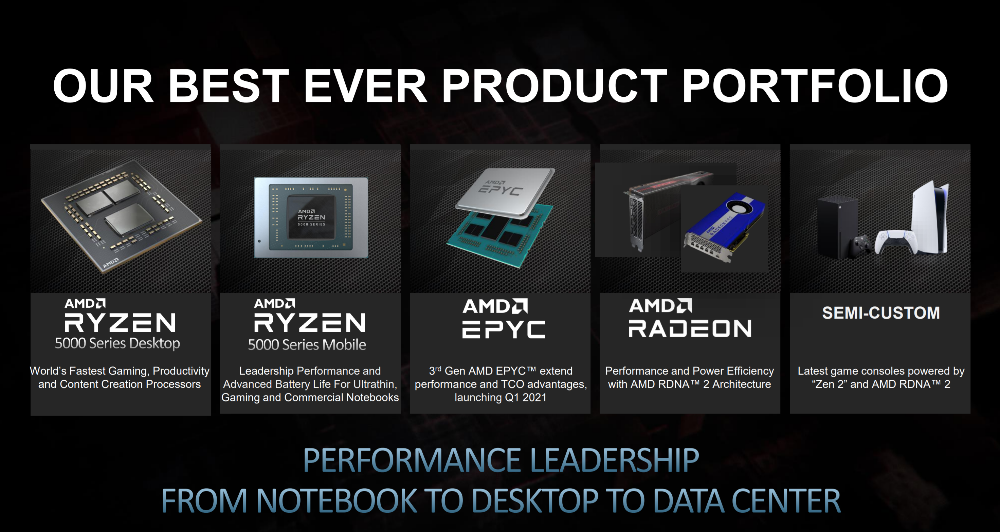 OUR BEST EVER PRODUCT PORTFOLIO
AMD
AMD
RYZEN
5000 SERIES
AMD
EPYC
AMD
RADEON PRO
AMD
RYZEN
5000 Series Desktop
World's Fastest Gaming, Productivity
and Content Creation Processors
AMD
RYZEN
5000 Series Mobile
Leadership Performance and
Advanced Battery Life For Ultrathin,
Gaming and Commercial Notebooks
AMD
EPYC
3rd Gen AMD EPYC™ extend
performance and TCO advantages,
launching Q1 2021
AMD
RADEON
Performance and Power Efficiency
with AMD RDNA™ 2 Architecture
SEMI-CUSTOM
Latest game consoles powered by
“Zen 2” and AMD RDNA™ 2
PERFORMANCE LEADERSHIP
FROM NOTEBOOK TO DESKTOP TO DATA CENTER